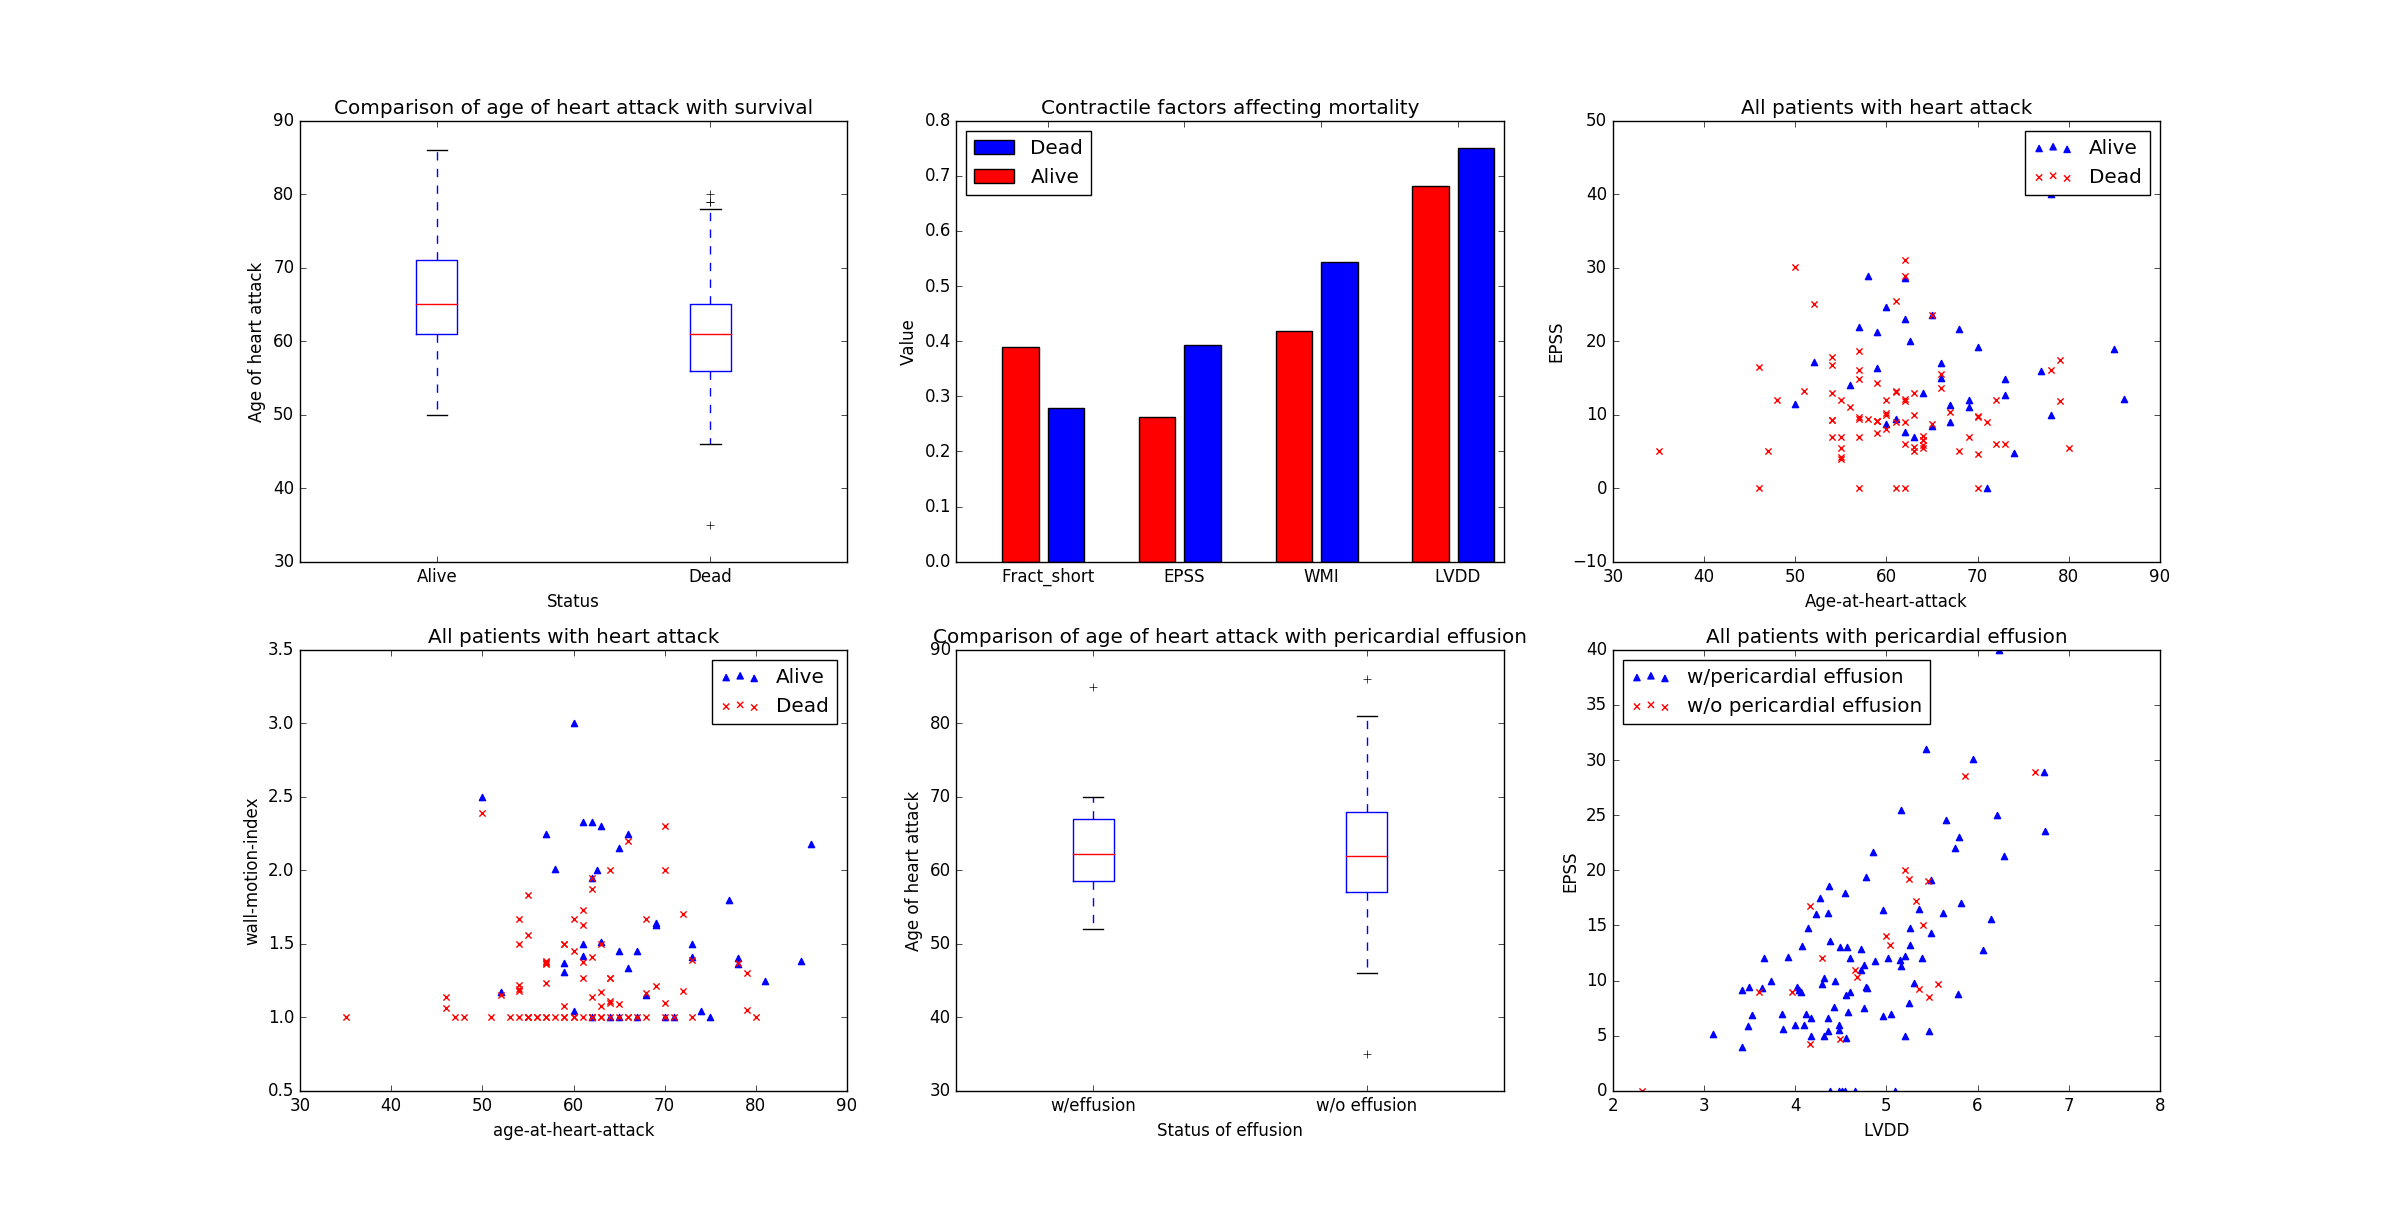 Comparison of age of heart attack with survival
90
80
70
60
50
40
30
Age of heart attack
Alive
Dead
Status
Contractile factors affecting mortality
0.8
0.7
0.6
0.5
0.4
0.3
0.2
0.1
0.0
Value
Dead
Alive
Fract_short
EPSS
WMI
LVDD
All patients with heart attack
50
40
30
20
10
0
−10
EPSS
Alive
Dead
30
40
50
60
70
80
90
Age-at-heart-attack
All patients with heart attack
3.5
3.0
2.5
2.0
1.5
1.0
0.5
wall-motion-index
Alive
Dead
30
40
50
60
70
80
90
age-at-heart-attack
Comparison of age of heart attack with pericardial effusion
90
80
70
60
50
40
30
Age of heart attack
w/effusion
w/o effusion
Status of effusion
All patients with pericardial effusion
40
35
30
25
20
15
10
5
0
EPSS
w/pericardial effusion
w/o pericardial effusion
2
3
4
5
6
7
8
LVDD